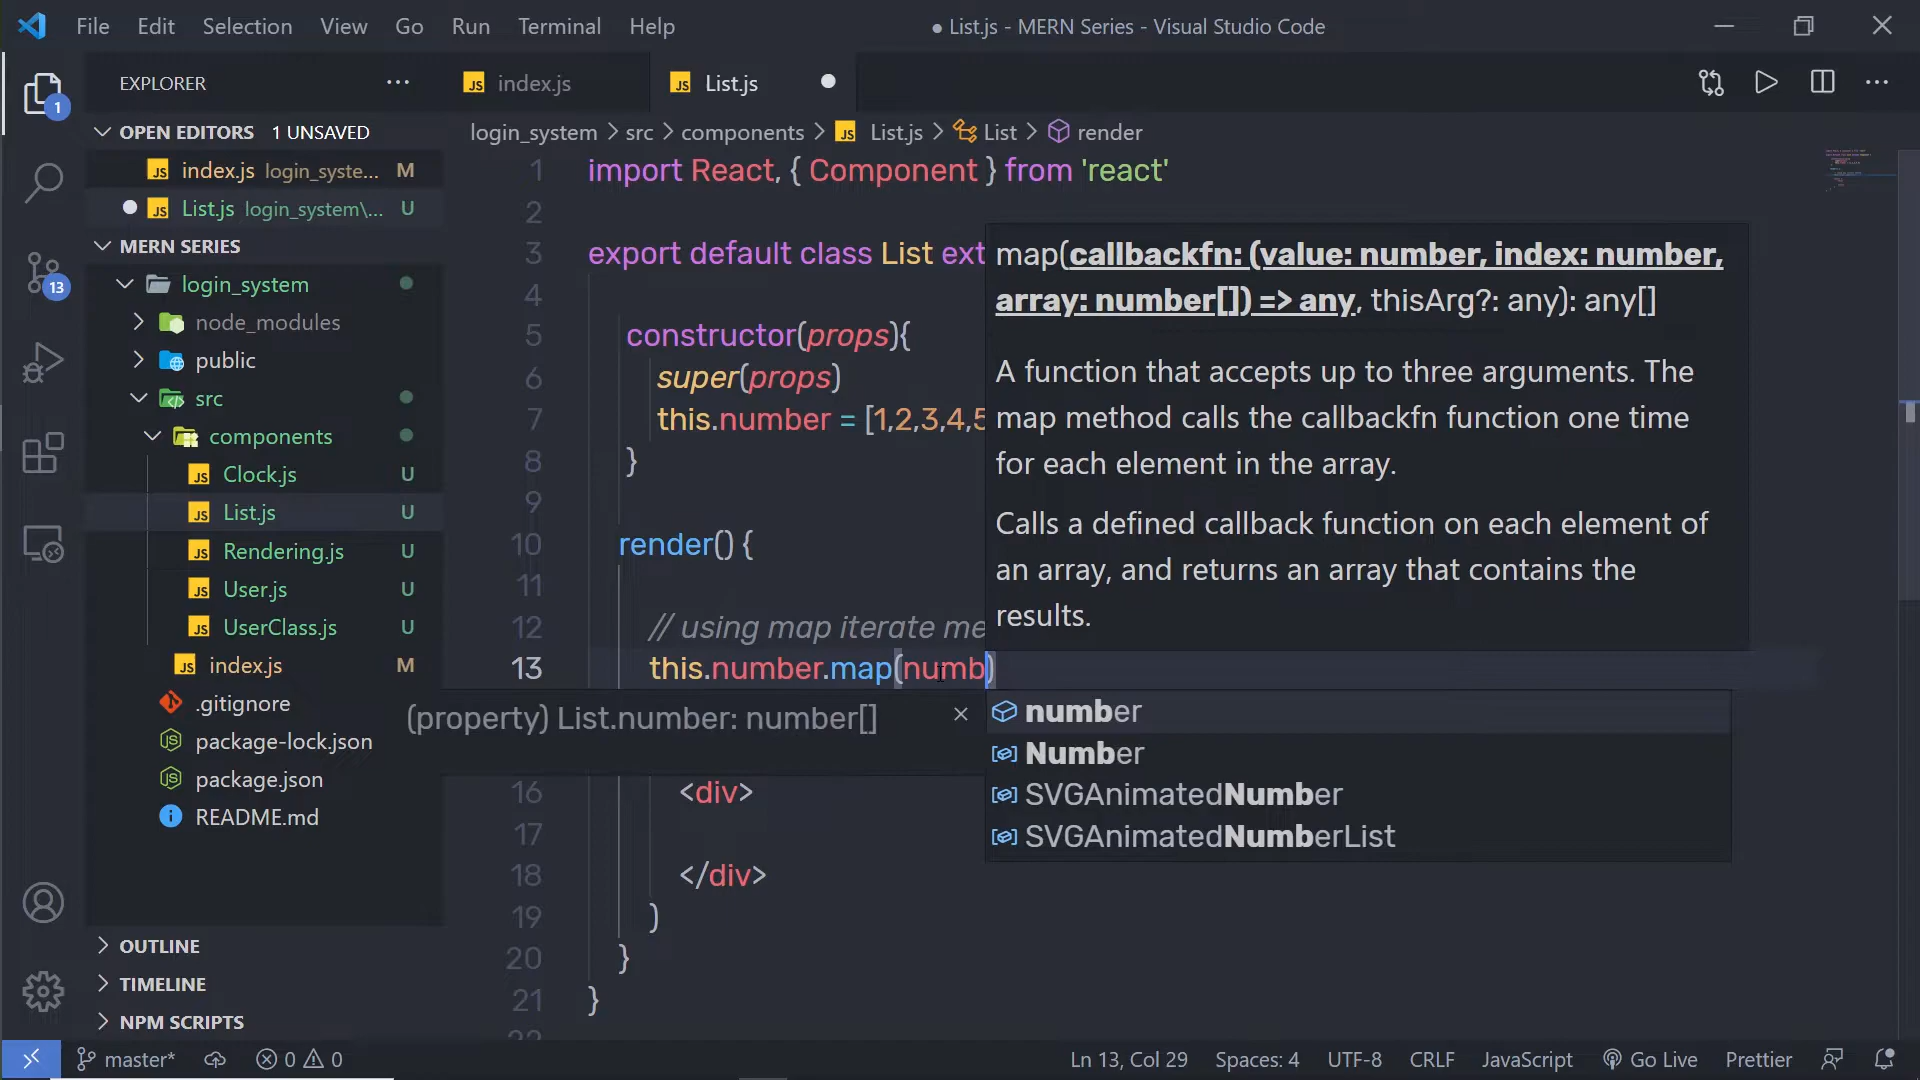 File Edit Selection View Go Run Terminal Help
● List.js - MERN Series - Visual Studio Code
EXPLORER
1
OPEN EDITORS 1 UNSAVED
index.js login_syste... M
List.js login_system\... U
MERN SERIES
13
login_system
node_modules
public
src
components
Clock.js U
List.js U
Rendering.js U
User.js U
UserClass.js U
index.js M
.gitignore
package-lock.json
package.json
README.md
OUTLINE
TIMELINE
NPM SCRIPTS
index.js
List.js
login_system > src > components > List.js > List > render
1 import React, { Component } from 'react'
2
3 export default class List ext
4
5 constructor(props){
6 super(props)
7 this.number = [1,2,3,4,5
8 }
9
10 render() {
11
12 // using map iterate me
13 this.number.map(numb)
16 <div>
17
18 </div>
19 )
20 }
21 }
22
map(callbackfn: (value: number, index: number,
array: number[]) => any, thisArg?: any): any[]
A function that accepts up to three arguments. The
map method calls the callbackfn function one time
for each element in the array.
Calls a defined callback function on each element of
an array, and returns an array that contains the
results.
(property) List.number: number[]
number
Number
SVGAnimatedNumber
SVGAnimatedNumberList
master* 0 0
Ln 13, Col 29 Spaces: 4 UTF-8 CRLF JavaScript Go Live Prettier